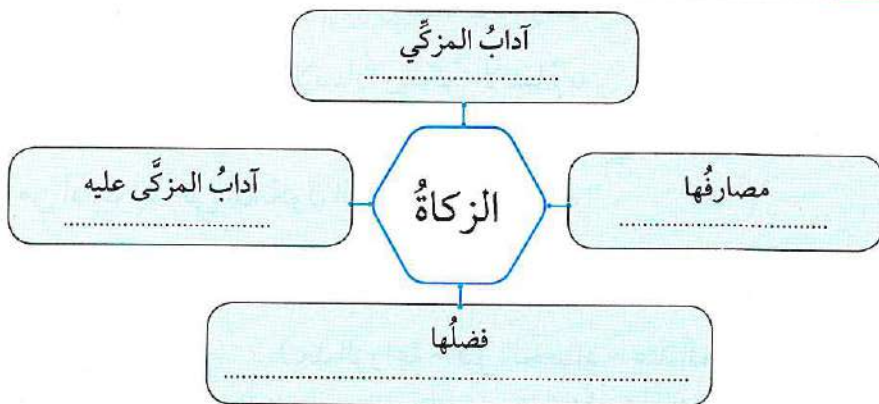 آدابُ المزكِّي
..........................
مصارفُها
..........................
الزكاةُ
آدابُ المزكَّى عليه
..........................
فضلُها
............................................................